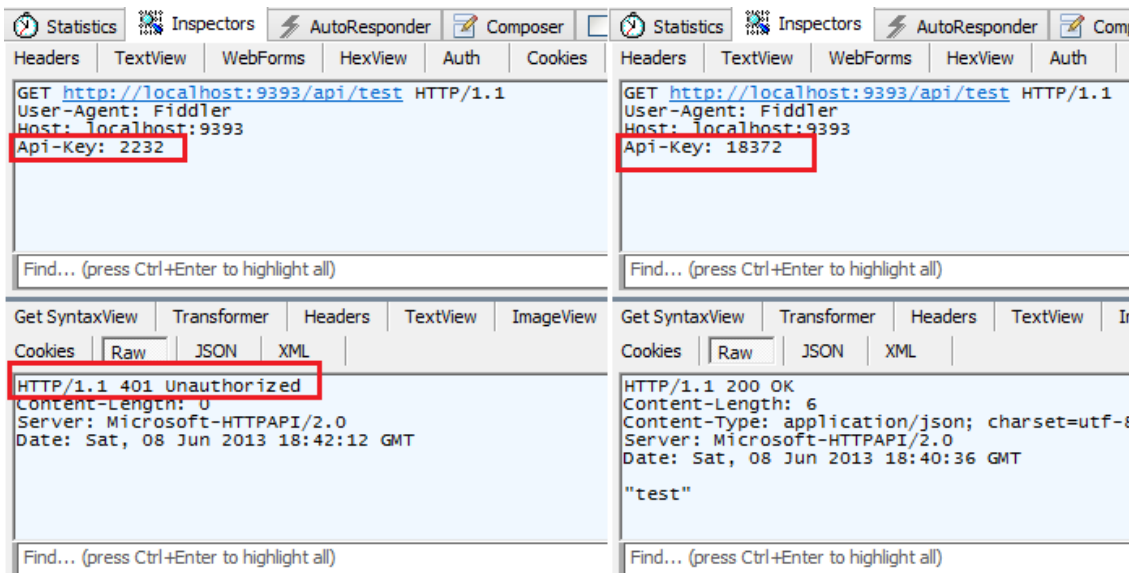 Statistics Inspectors AutoResponder Composer
Headers TextView WebForms HexView Auth Cookies
GET http://localhost:9393/api/test HTTP/1.1
User-Agent: Fiddler
Host: localhost:9393
Api-Key: 2232
Find... (press Ctrl+Enter to highlight all)
Get SyntaxView Transformer Headers TextView ImageView
Cookies Raw JSON XML
HTTP/1.1 401 Unauthorized
Content-Length: 0
Server: Microsoft-HTTPAPI/2.0
Date: Sat, 08 Jun 2013 18:42:12 GMT
Find... (press Ctrl+Enter to highlight all)
Statistics Inspectors AutoResponder Com
Headers TextView WebForms HexView Auth
GET http://localhost:9393/api/test HTTP/1.1
User-Agent: Fiddler
Host: localhost:9393
Api-Key: 18372
Find... (press Ctrl+Enter to highlight all)
Get SyntaxView Transformer Headers TextView
Cookies Raw JSON XML
HTTP/1.1 200 OK
Content-Length: 6
Content-Type: application/json; charset=utf-8
Server: Microsoft-HTTPAPI/2.0
Date: Sat, 08 Jun 2013 18:40:36 GMT
"test"
Find... (press Ctrl+Enter to highlight all)